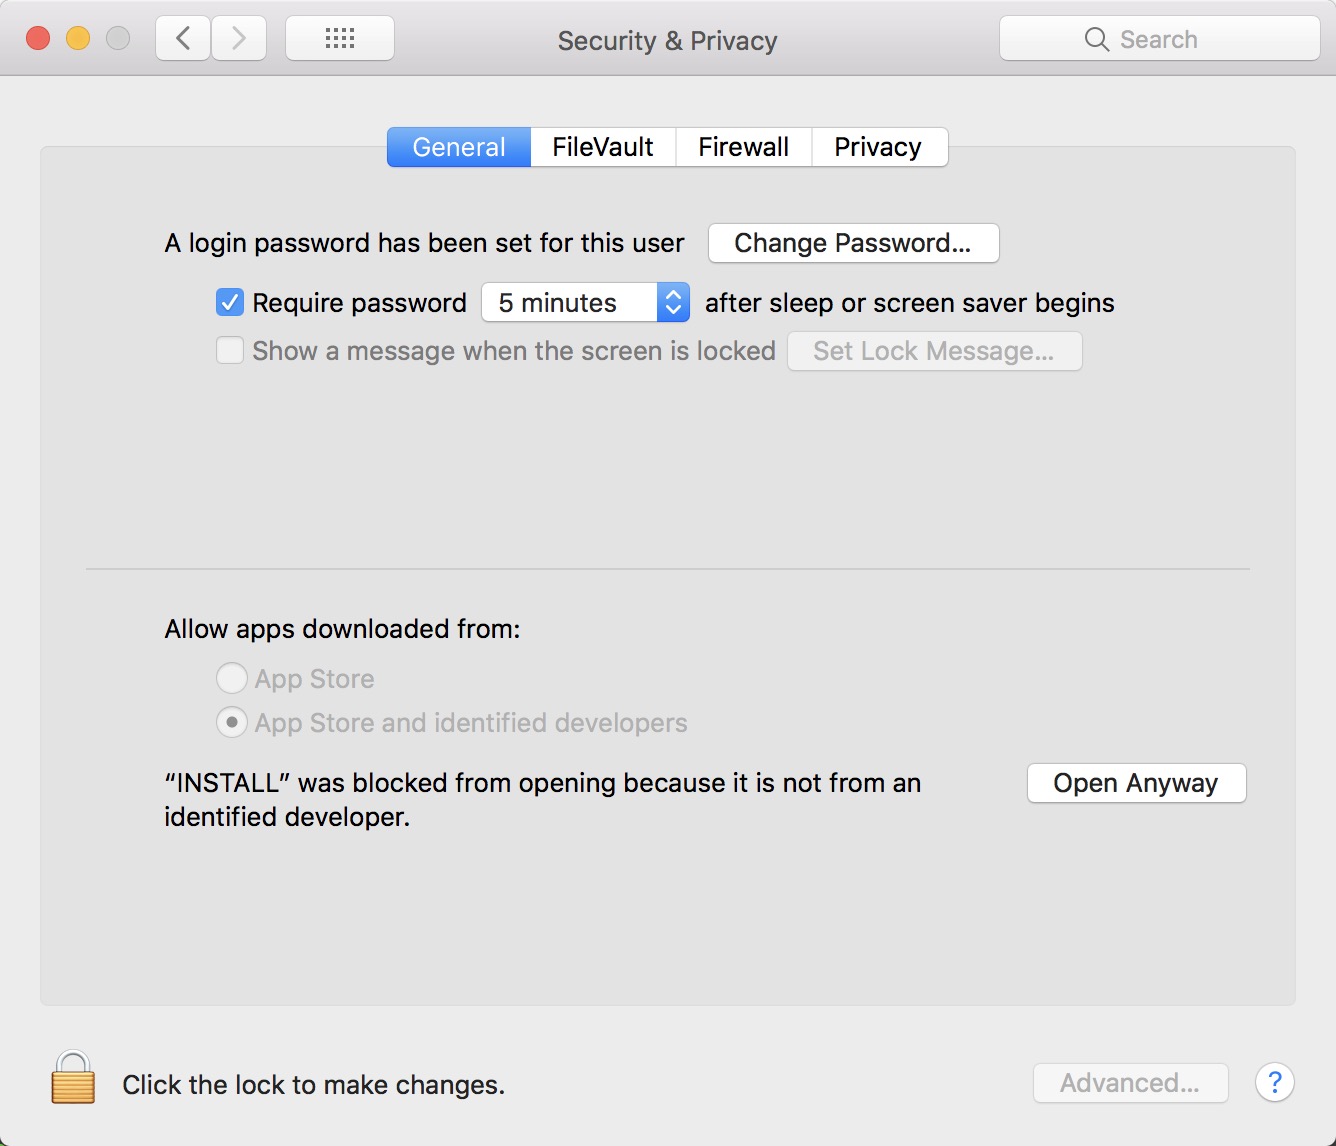 Security & Privacy
Search
General
FileVault
Firewall
Privacy
A login password has been set for this user
Change Password...
Require password
5 minutes
after sleep or screen saver begins
Show a message when the screen is locked
Set Lock Message...
Allow apps downloaded from:
App Store
App Store and identified developers
“INSTALL” was blocked from opening because it is not from an
identified developer.
Open Anyway
Click the lock to make changes.
Advanced...
?